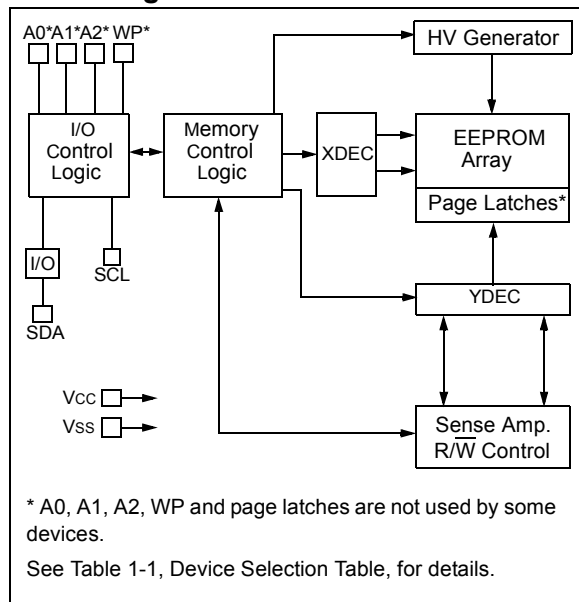 A0* A1* A2* WP*
HV Generator
I/O
Control
Logic
Memory
Control
Logic
XDEC
EEPROM
Array
Page Latches*
I/O
SCL
SDA
YDEC
Vcc
Vss
Sense Amp.
R/W̅ Control
* A0, A1, A2, WP and page latches are not used by some
devices.
See Table 1-1, Device Selection Table, for details.